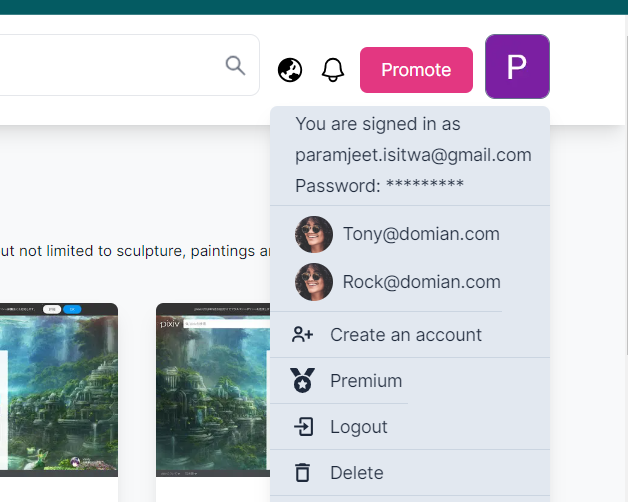 Promote
P
You are signed in as
paramjeet.isitwa@gmail.com
Password: *********
Tony@domian.com
Rock@domian.com
ut not limited to sculpture, paintings a
pixiv
Create an account
Premium
Logout
Delete